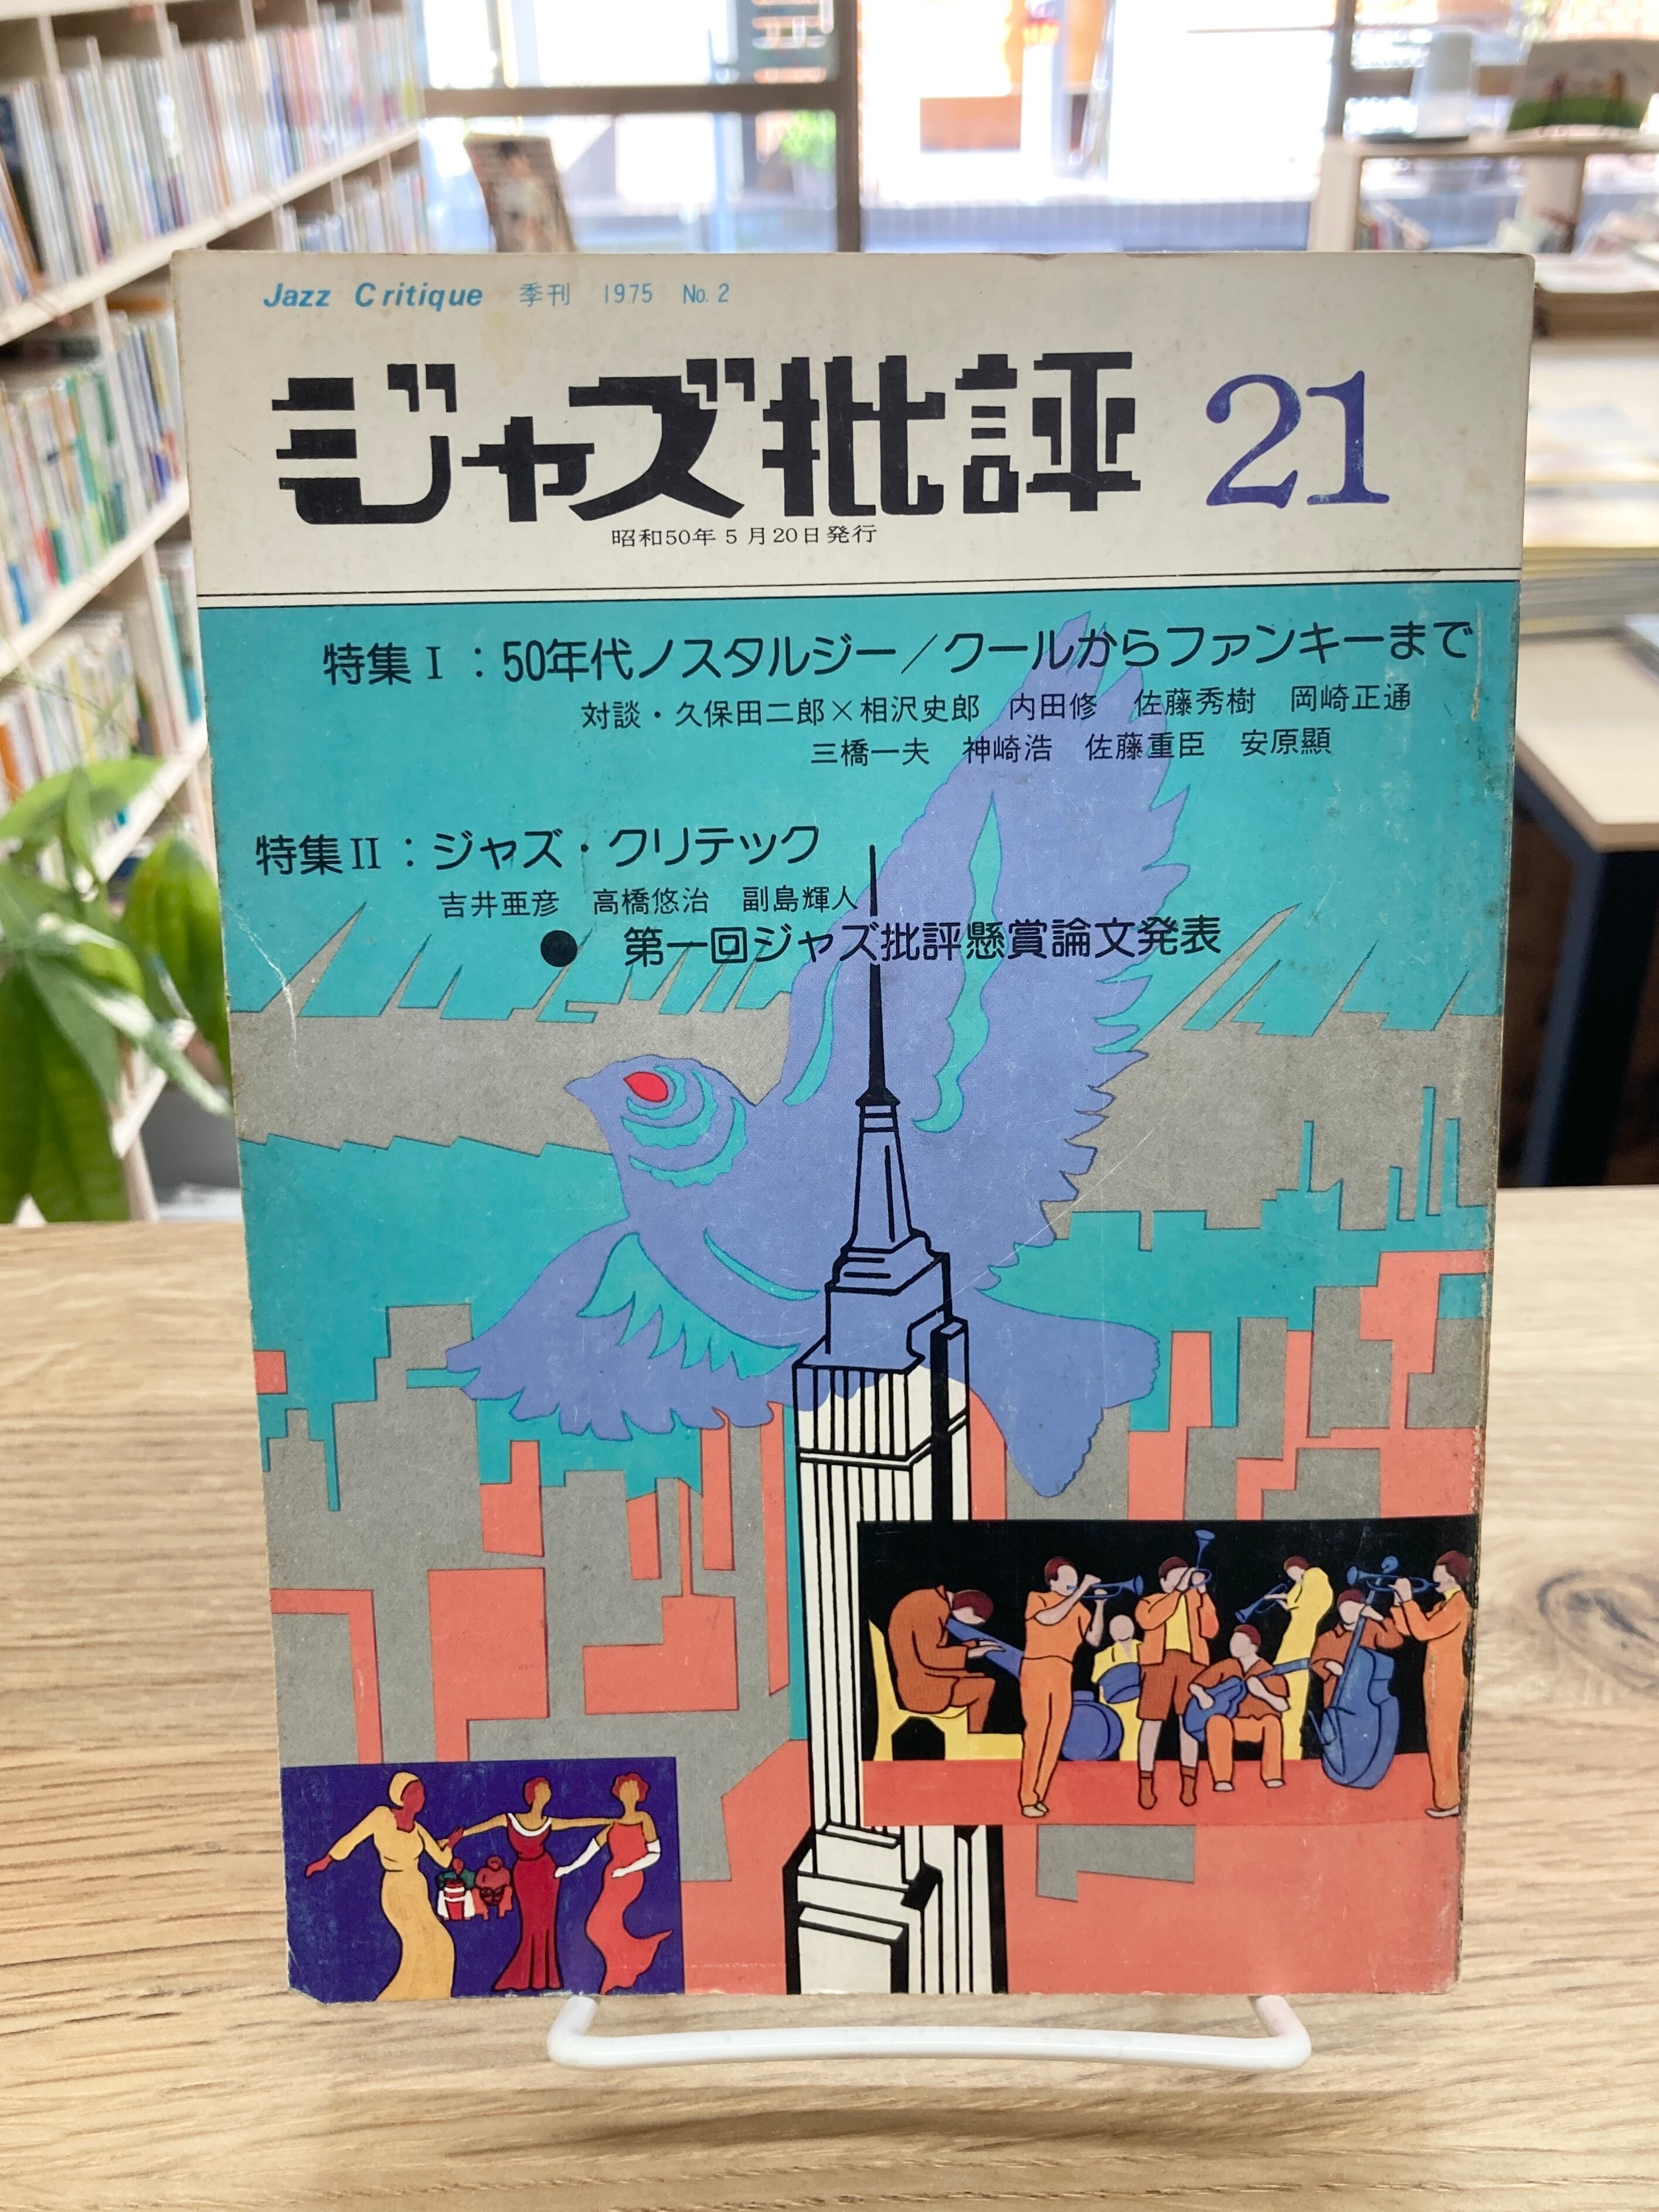 Jazz Critique 季刊 1975 No. 2
ジャズ批評 21
昭和50年5月20日発行
特集Ⅰ：50年代ノスタルジー／クールからファンキーまで
対談・久保田二郎×相沢史郎 内田修 佐藤秀樹 岡崎正通
三橋一夫 神崎浩 佐藤重臣 安原顯
特集Ⅱ：ジャズ・クリテック
吉井亜彦 高橋悠治 副島輝人
● 第一回ジャズ批評懸賞論文発表